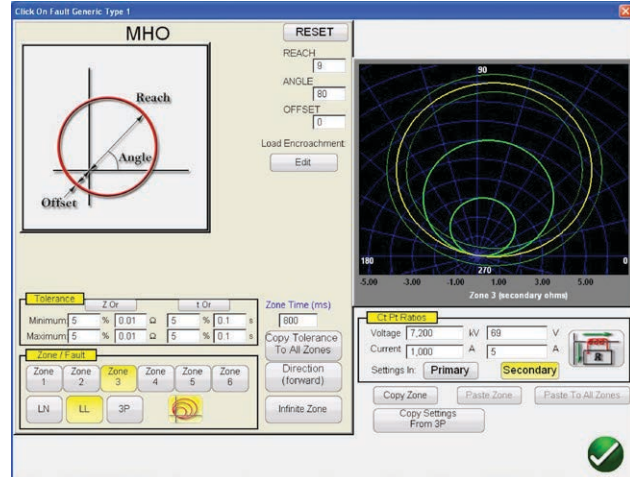 Click On Fault Generic Type 1
MHO
Reach
Angle
Offset
RESET
REACH
9
ANGLE
80
OFFSET
0
Load Encroachment
Edit
90
180
0
270
-5.00 -3.00 -1.00 1.00 3.00 5.00
Zone 3 (secondary ohms)
Tolerance
Z Or t Or
Minimum 5 % 0.01 Ω 5 % 0.1 s
Maximum 5 % 0.01 Ω 5 % 0.1 s
Zone Time (ms)
800
Copy Tolerance
To All Zones
Direction
(forward)
Infinite Zone
Zone / Fault
Zone 1
Zone 2
Zone 3
Zone 4
Zone 5
Zone 6
LN LL 3P
Ct Pt Ratios
Voltage 7,200 kV 69 V
Current 1,000 A 5 A
Settings In: Primary Secondary
Copy Zone Paste Zone Paste To All Zones
Copy Settings
From 3P